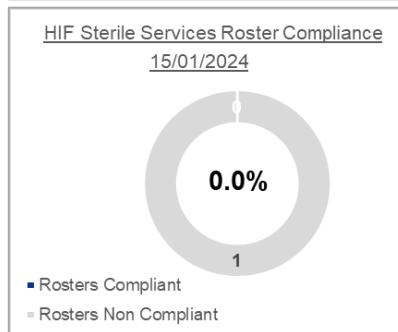 HIF Sterile Services Roster Compliance
15/01/2024
0
0.0%
1
Rosters Compliant
Rosters Non Compliant